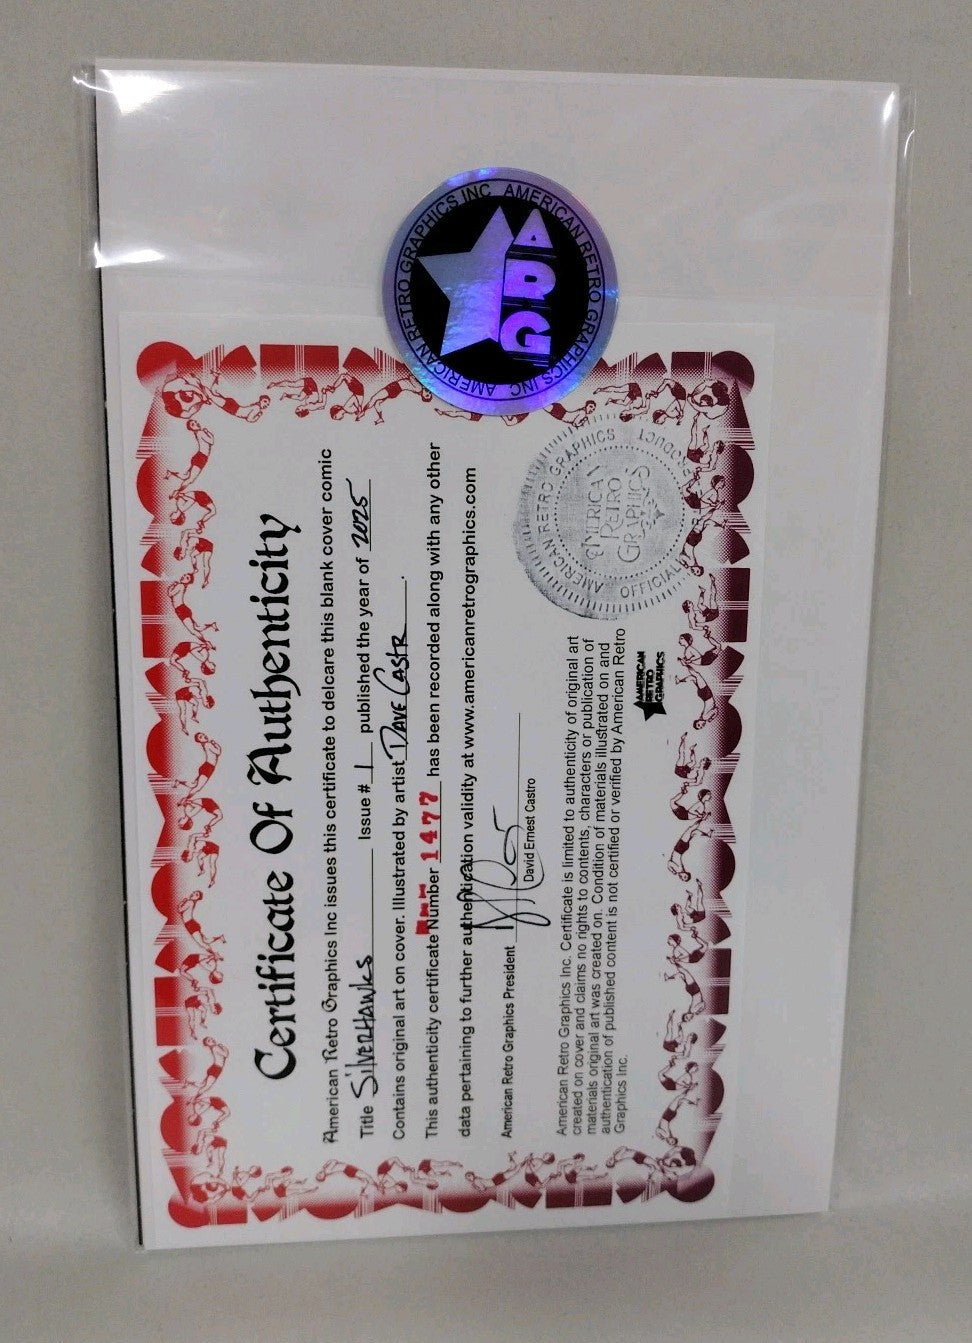 AMERICAN RETRO GRAPHICS INC AMERICAN RETRO GRAPHICS INC
ARG
Certificate Of Authenticity
American Retro Graphics Inc issues this certificate to delcare this blank cover comic
Title SilverHawks Issue # 1 published the year of 2025
Contains original art on cover. Illustrated by artist Dave Castr.
This authenticity certificate Number 1477 has been recorded along with any other
data pertaining to further authentication validity at www.americanretrographics.com
American Retro Graphics President
David Ernest Castro
American Retro Graphics Inc. Certificate is limited to authenticity of original art
created on cover and claims no rights to contents, characters or publication of
materials original art was created on. Condition of materials illustrated on and
authentication of published content is not certified or verified by American Retro
Graphics Inc.
AMERICAN
RETRO
GRAPHICS
AMERICAN RETRO GRAPHICS
OFFICIAL PRODUCT
AMERICAN
RETRO
GRAPHICS